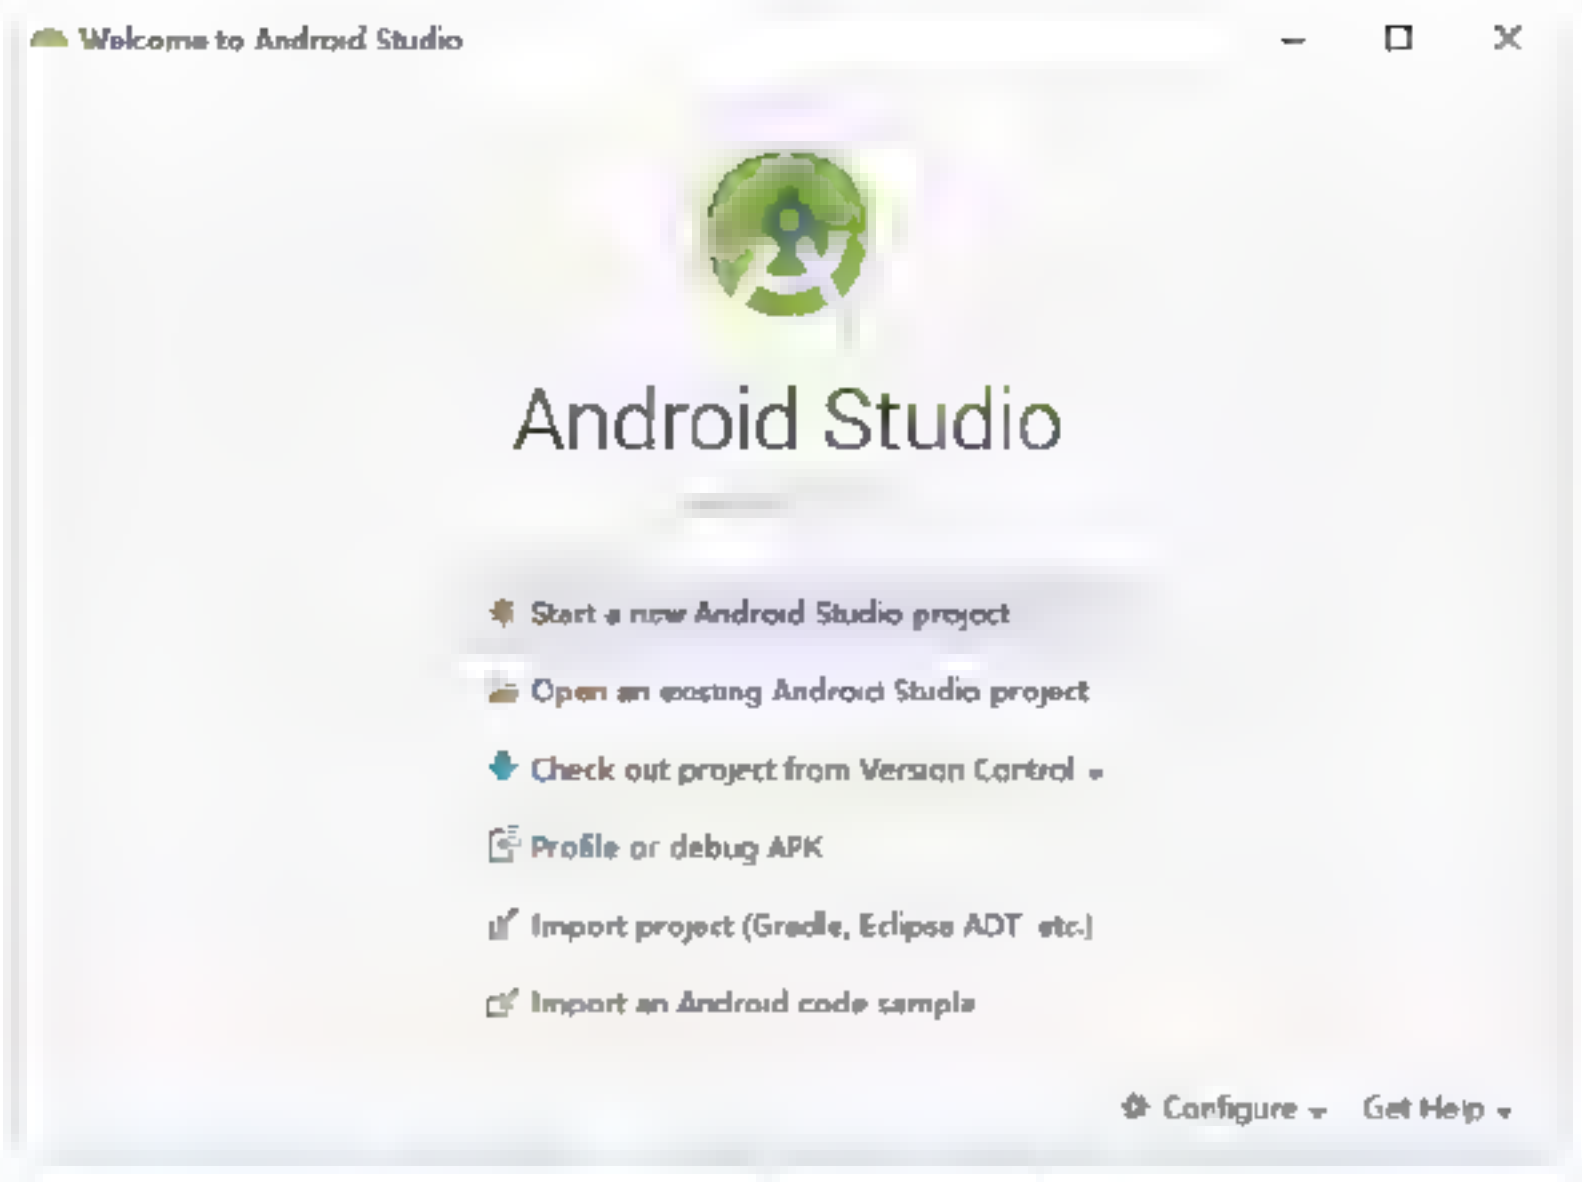 Welcome to Android Studio
Android Studio
Start a new Android Studio project
Open an existing Android Studio project
Check out project from Version Control
Profile or debug APK
Import project (Gradle, Eclipse ADT etc.)
Import an Android code sample
Configure Get Help